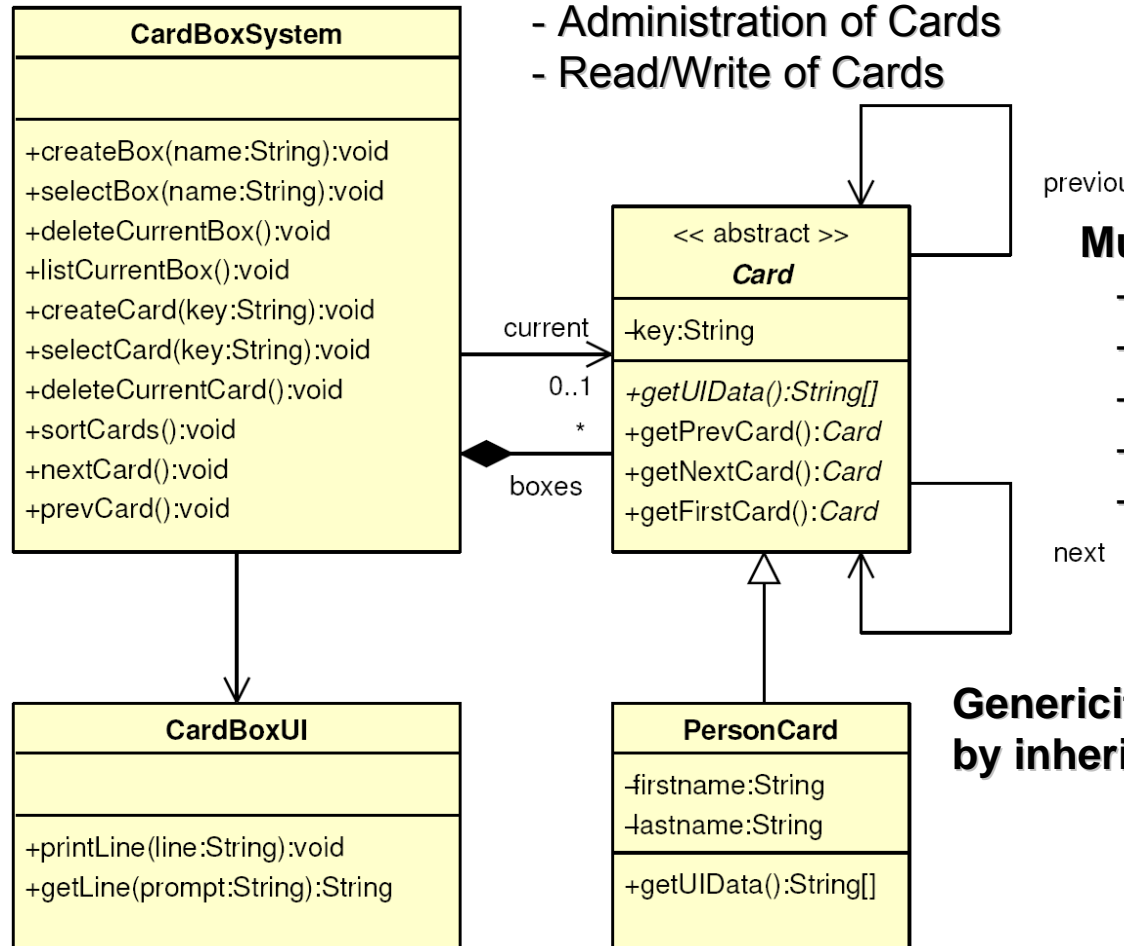 CardBoxSystem
+createBox(name:String):void
+selectBox(name:String):void
+deleteCurrentBox():void
+listCurrentBox():void
+createCard(key:String):void
+selectCard(key:String):void
+deleteCurrentCard():void
+sortCards():void
+nextCard():void
+prevCard():void
- Administration of Cards
- Read/Write of Cards
current
0..1
*
boxes
<< abstract >>
Card
-key:String
+getUIData():String[]
+getPrevCard():Card
+getNextCard():Card
+getFirstCard():Card
next
CardBoxUI
+printLine(line:String):void
+getLine(prompt:String):String
PersonCard
-firstname:String
-lastname:String
+getUIData():String[]
by